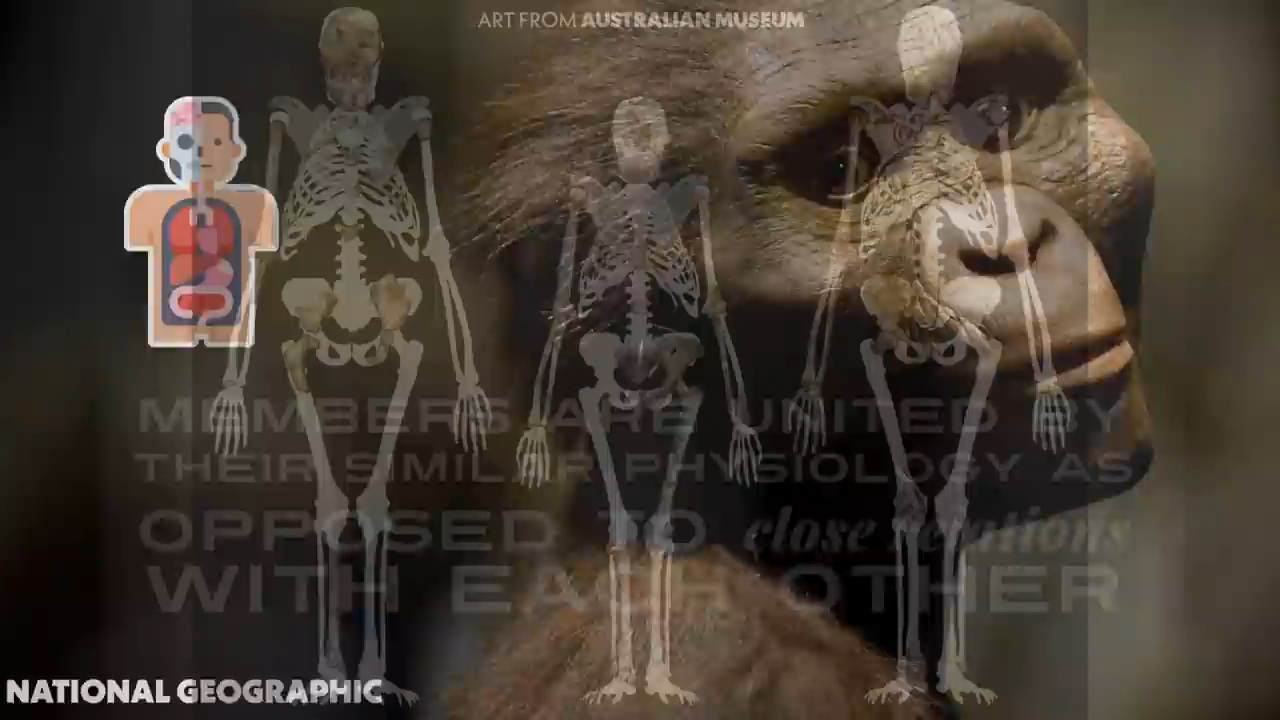 ART FROM AUSTRALIAN MUSEUM
MEMBERS ARE UNITED BY
THEIR SIMILAR PHYSIOLOGY AS
OPPOSED TO close relations
WITH EACH OTHER
NATIONAL GEOGRAPHIC